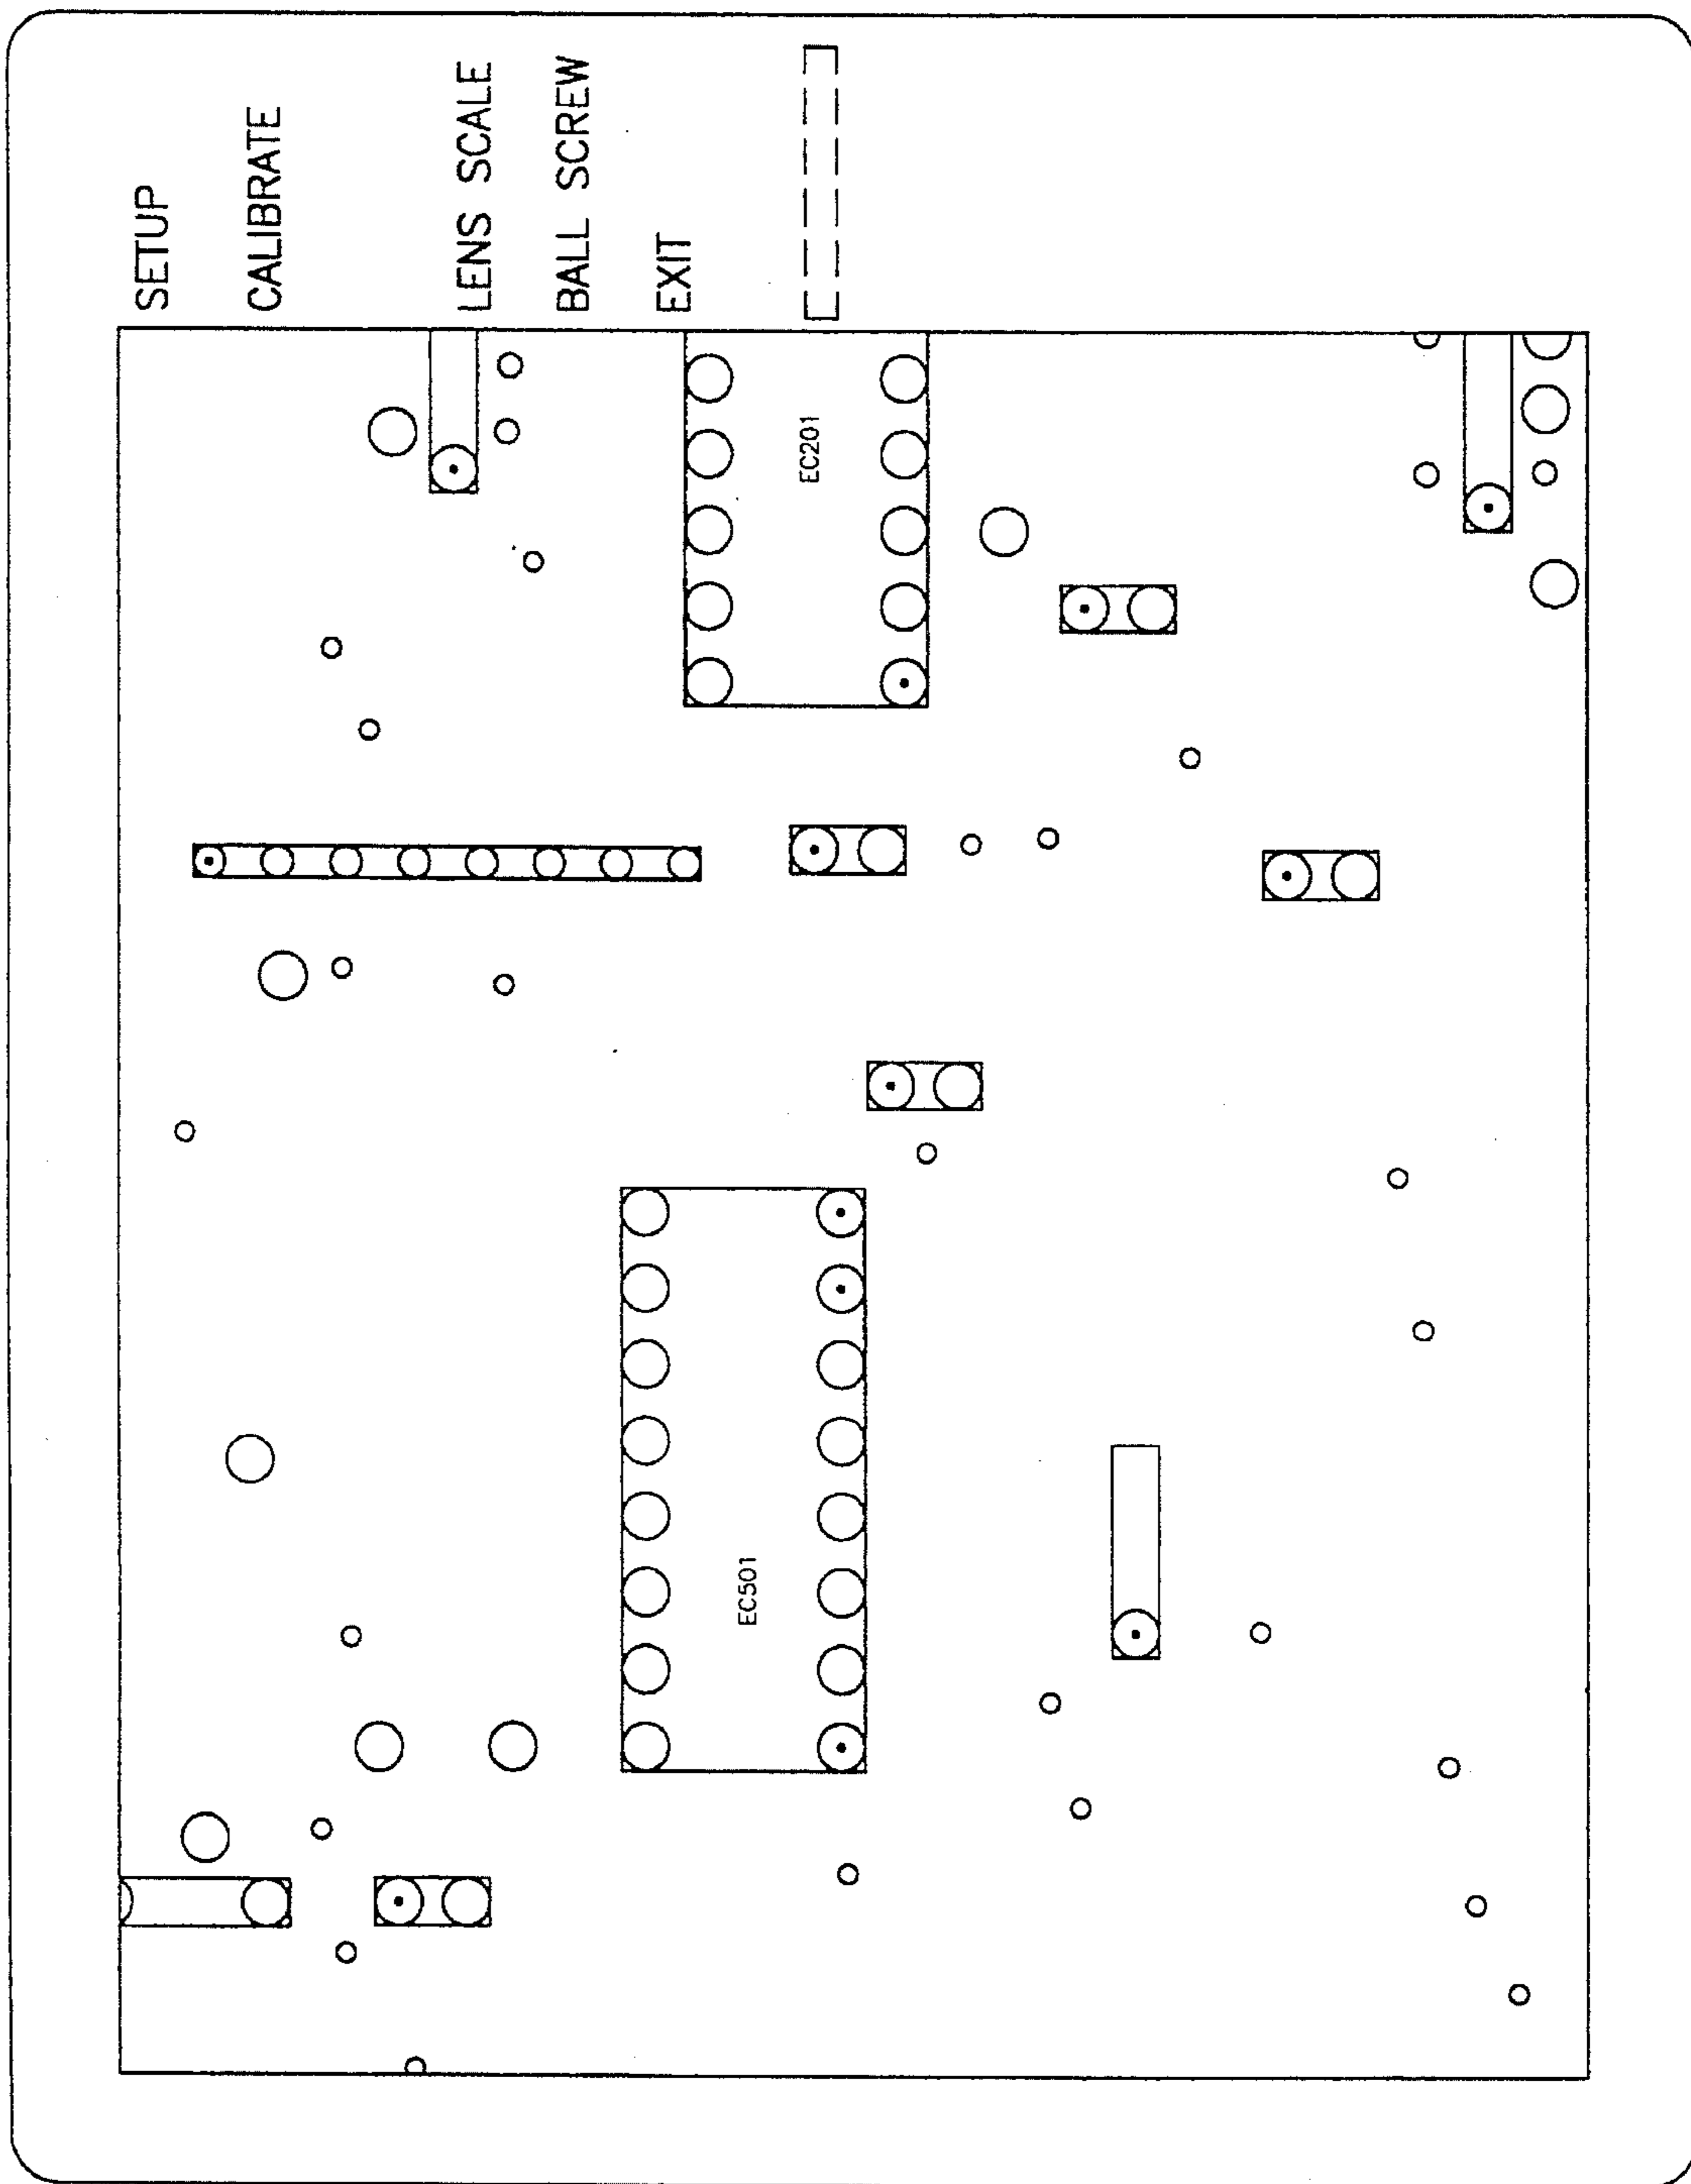 SETUP
CALIBRATE
LENS SCALE
BALL SCREW
EXIT
EC201
EC501